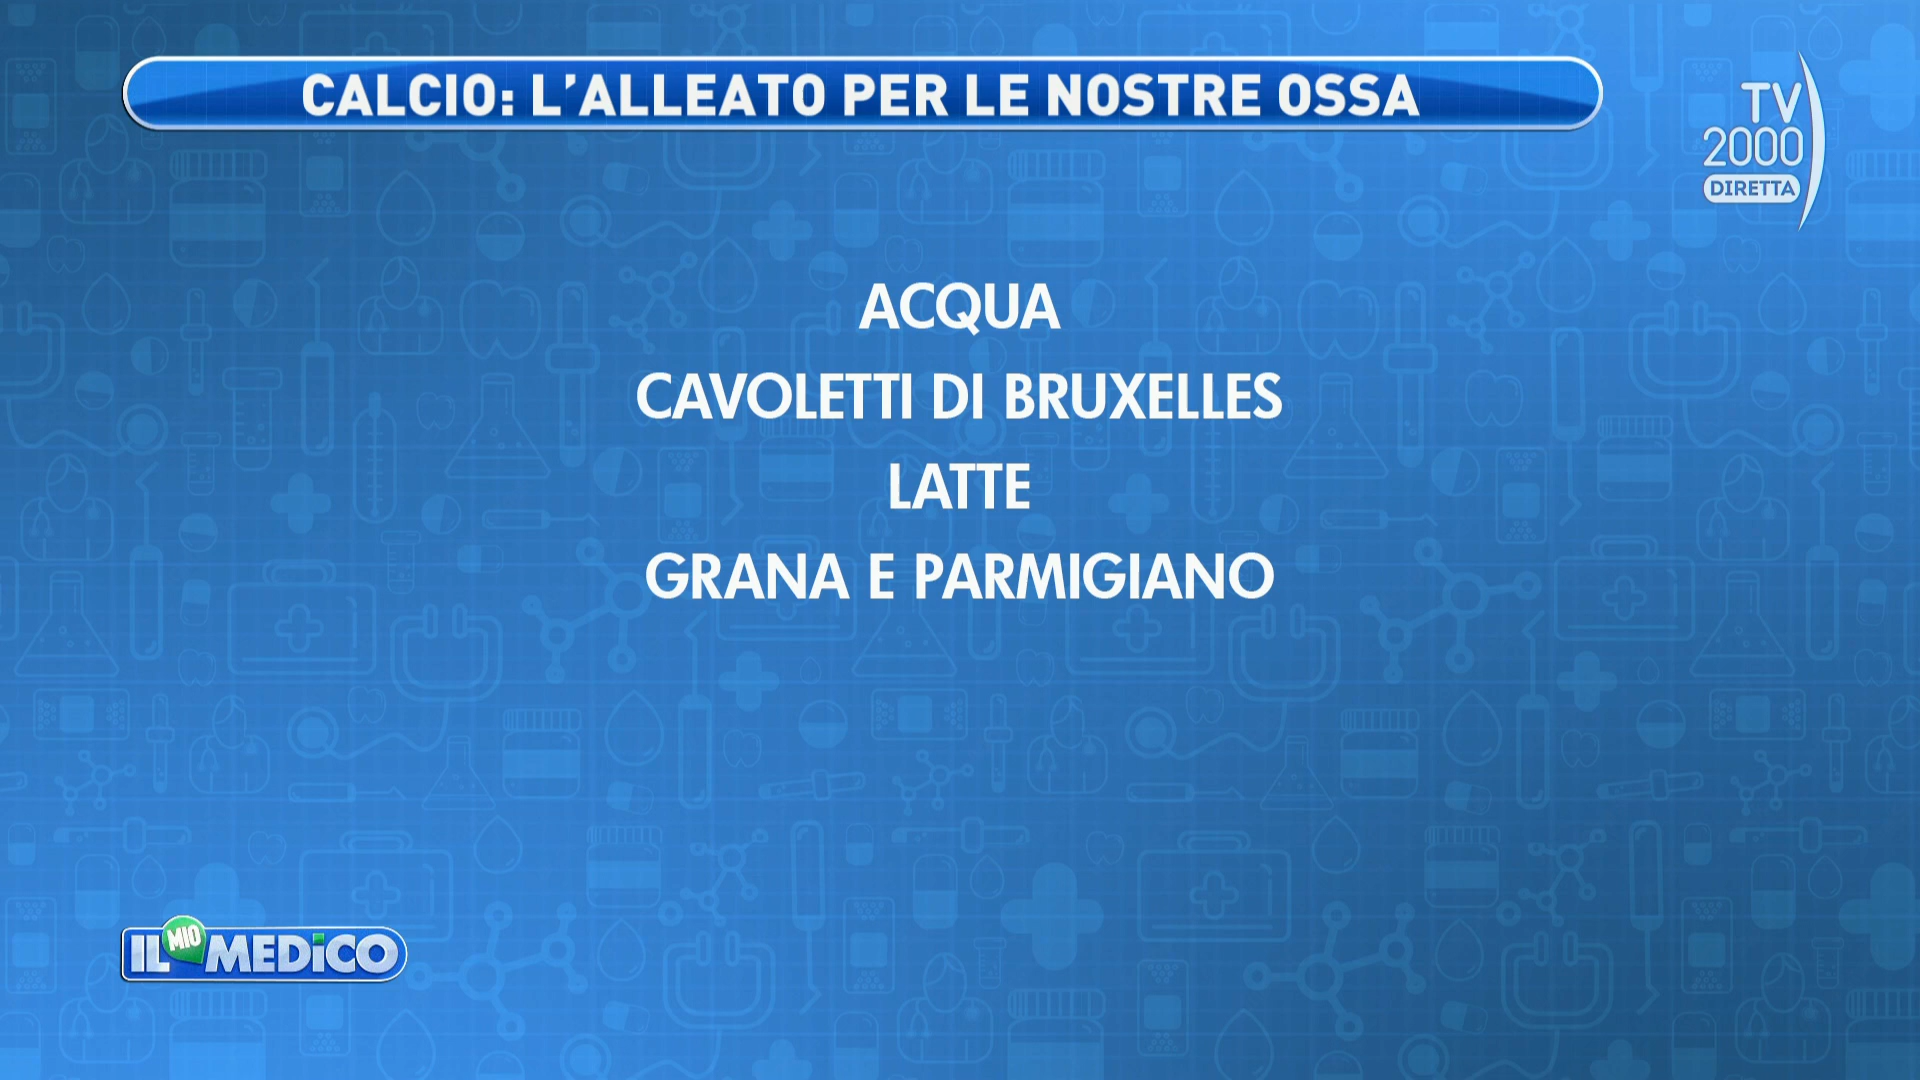 CALCIO: L'ALLEATO PER LE NOSTRE OSSA
TV
2000
DIRETTA
ACQUA
CAVOLETTI DI BRUXELLES
LATTE
GRANA E PARMIGIANO
IL MIO MEDICO